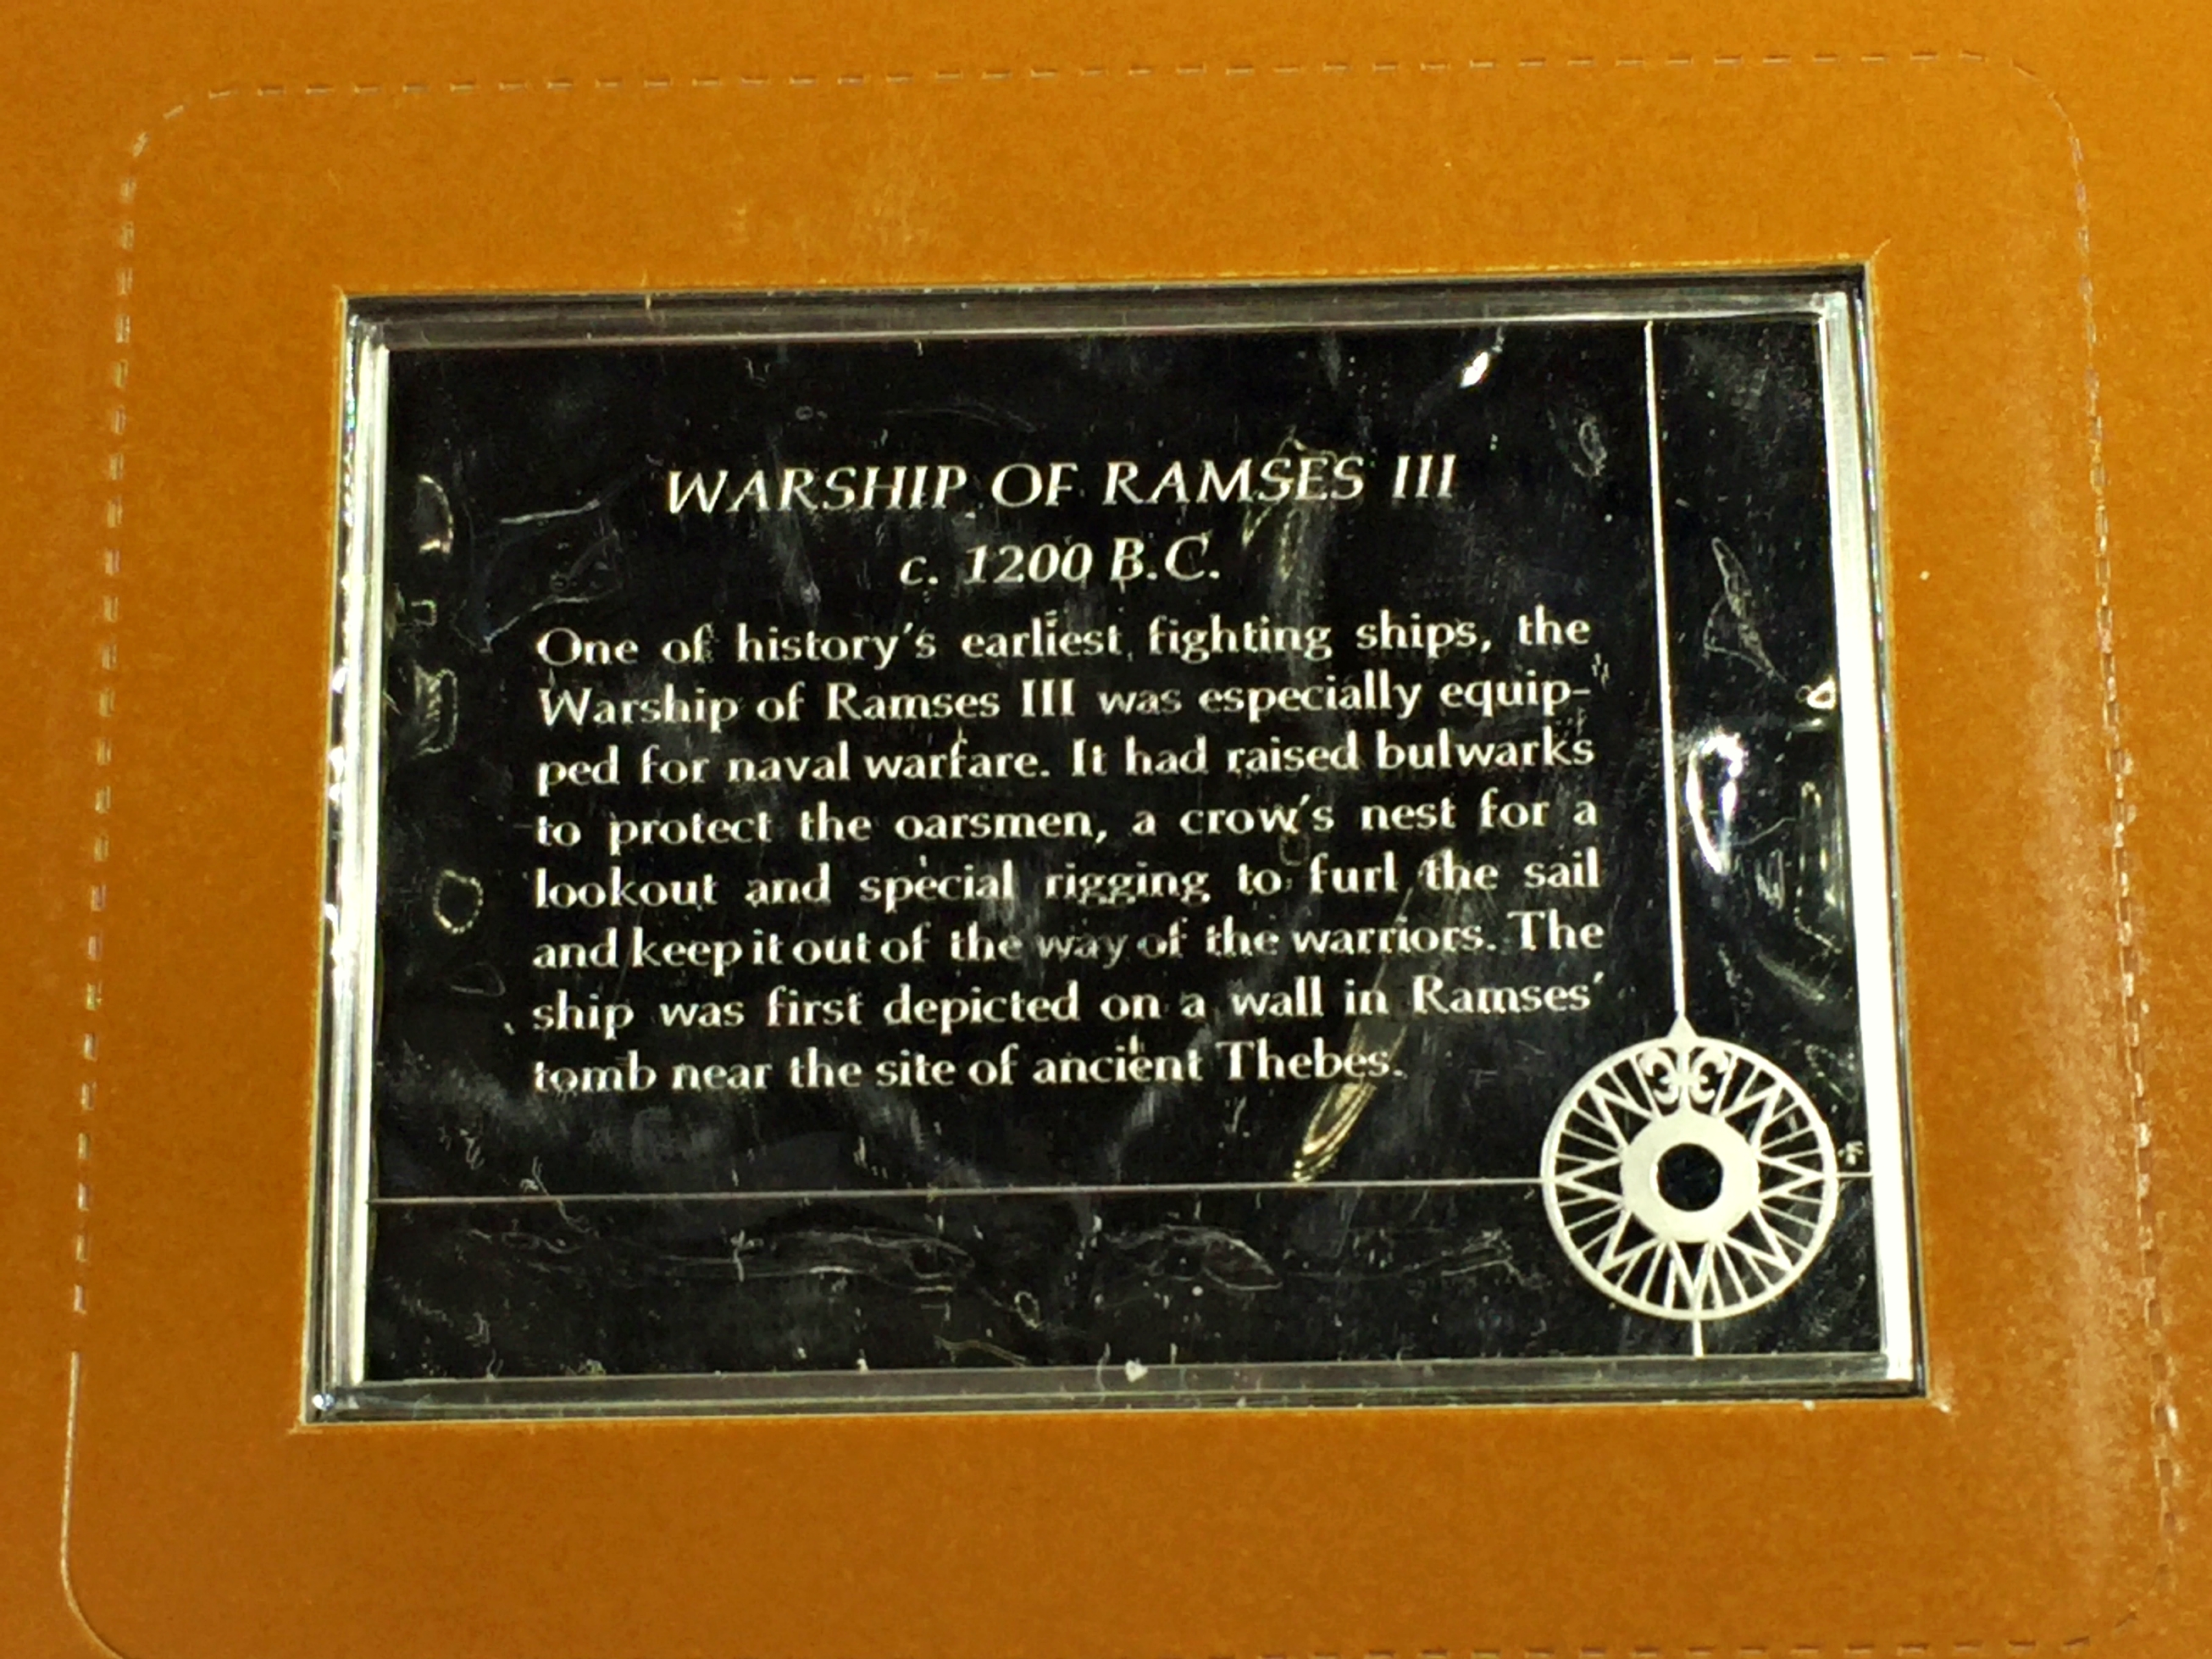 WARSHIP OF RAMSES III
c. 1200 B.C.
One of history's earliest fighting ships, the
Warship of Ramses III was especially equip-
ped for naval warfare. It had raised bulwarks
to protect the oarsmen, a crow's nest for a
lookout and special rigging to furl the sail
and keep it out of the way of the warriors. The
ship was first depicted on a wall in Ramses'
tomb near the site of ancient Thebes.